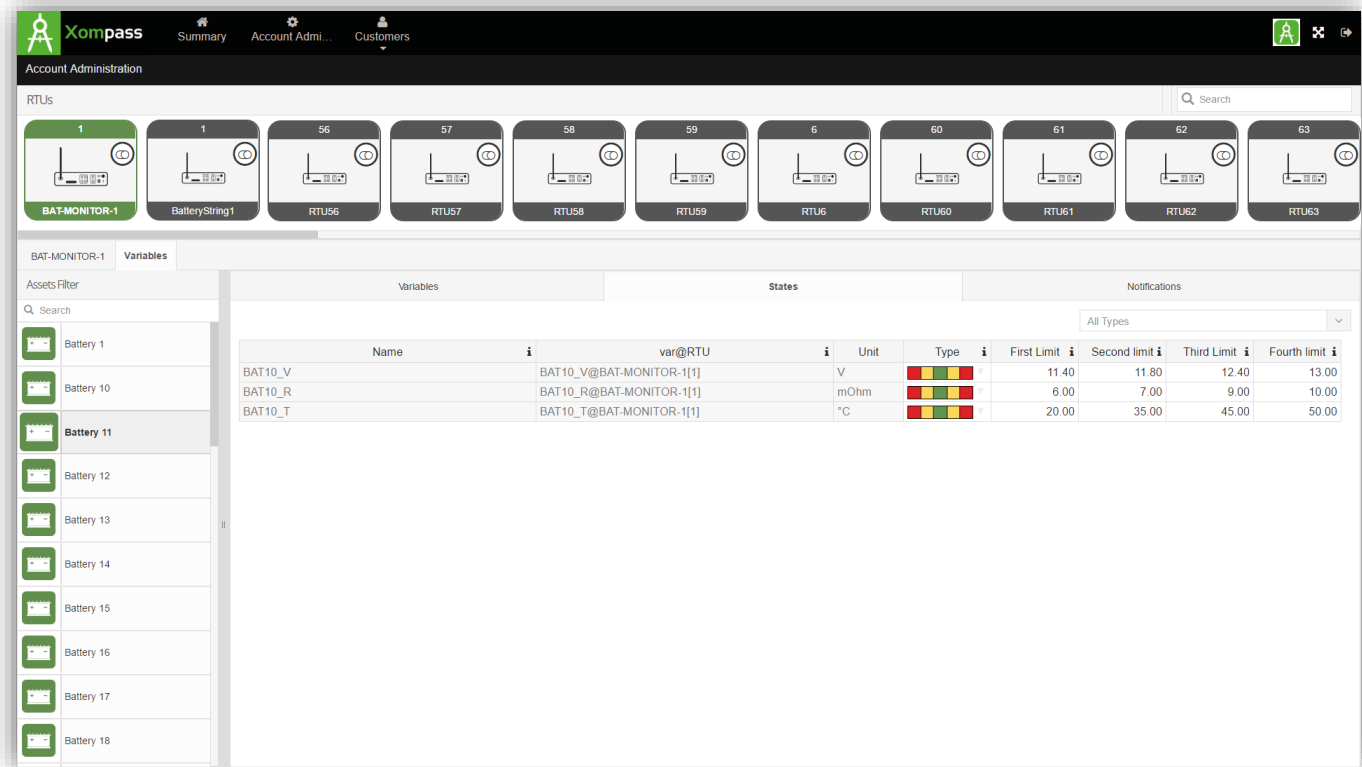 Xompass Summary Account Admi... Customers
Account Administration
RTUs Search
1 1 56 57 58 59 6 60 61 62 63
BAT-MONITOR-1 BatteryString1 RTU56 RTU57 RTU58 RTU59 RTU6 RTU60 RTU61 RTU62 RTU63
BAT-MONITOR-1 Variables
Assets Filter Variables States Notifications
Search
All Types
Name var@RTU Unit Type First Limit Second limit Third Limit Fourth limit
BAT10_V BAT10_V@BAT-MONITOR-1[1] V 11.40 11.80 12.40 13.00
BAT10_R BAT10_R@BAT-MONITOR-1[1] mOhm 6.00 7.00 9.00 10.00
BAT10_T BAT10_T@BAT-MONITOR-1[1] °C 20.00 35.00 45.00 50.00
Battery 1
Battery 10
Battery 11
Battery 12
Battery 13
Battery 14
Battery 15
Battery 16
Battery 17
Battery 18